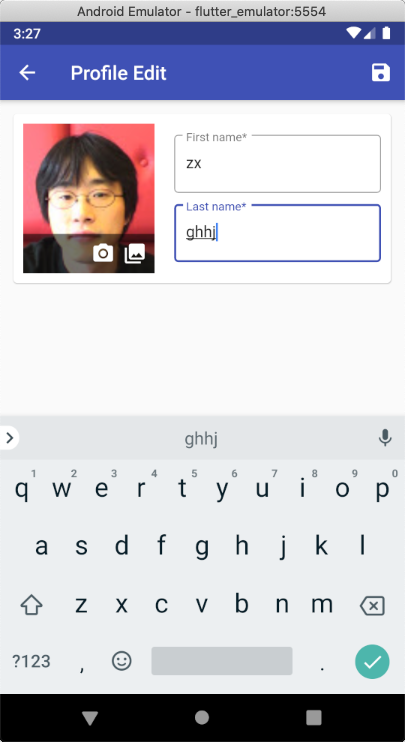 Android Emulator - flutter_emulator:5554
3:27
Profile Edit
First name*
zx
Last name*
ghhj
ghhj
1 2 3 4 5 6 7 8 9 0
q w e r t y u i o p
a s d f g h j k l
z x c v b n m
?123 , .